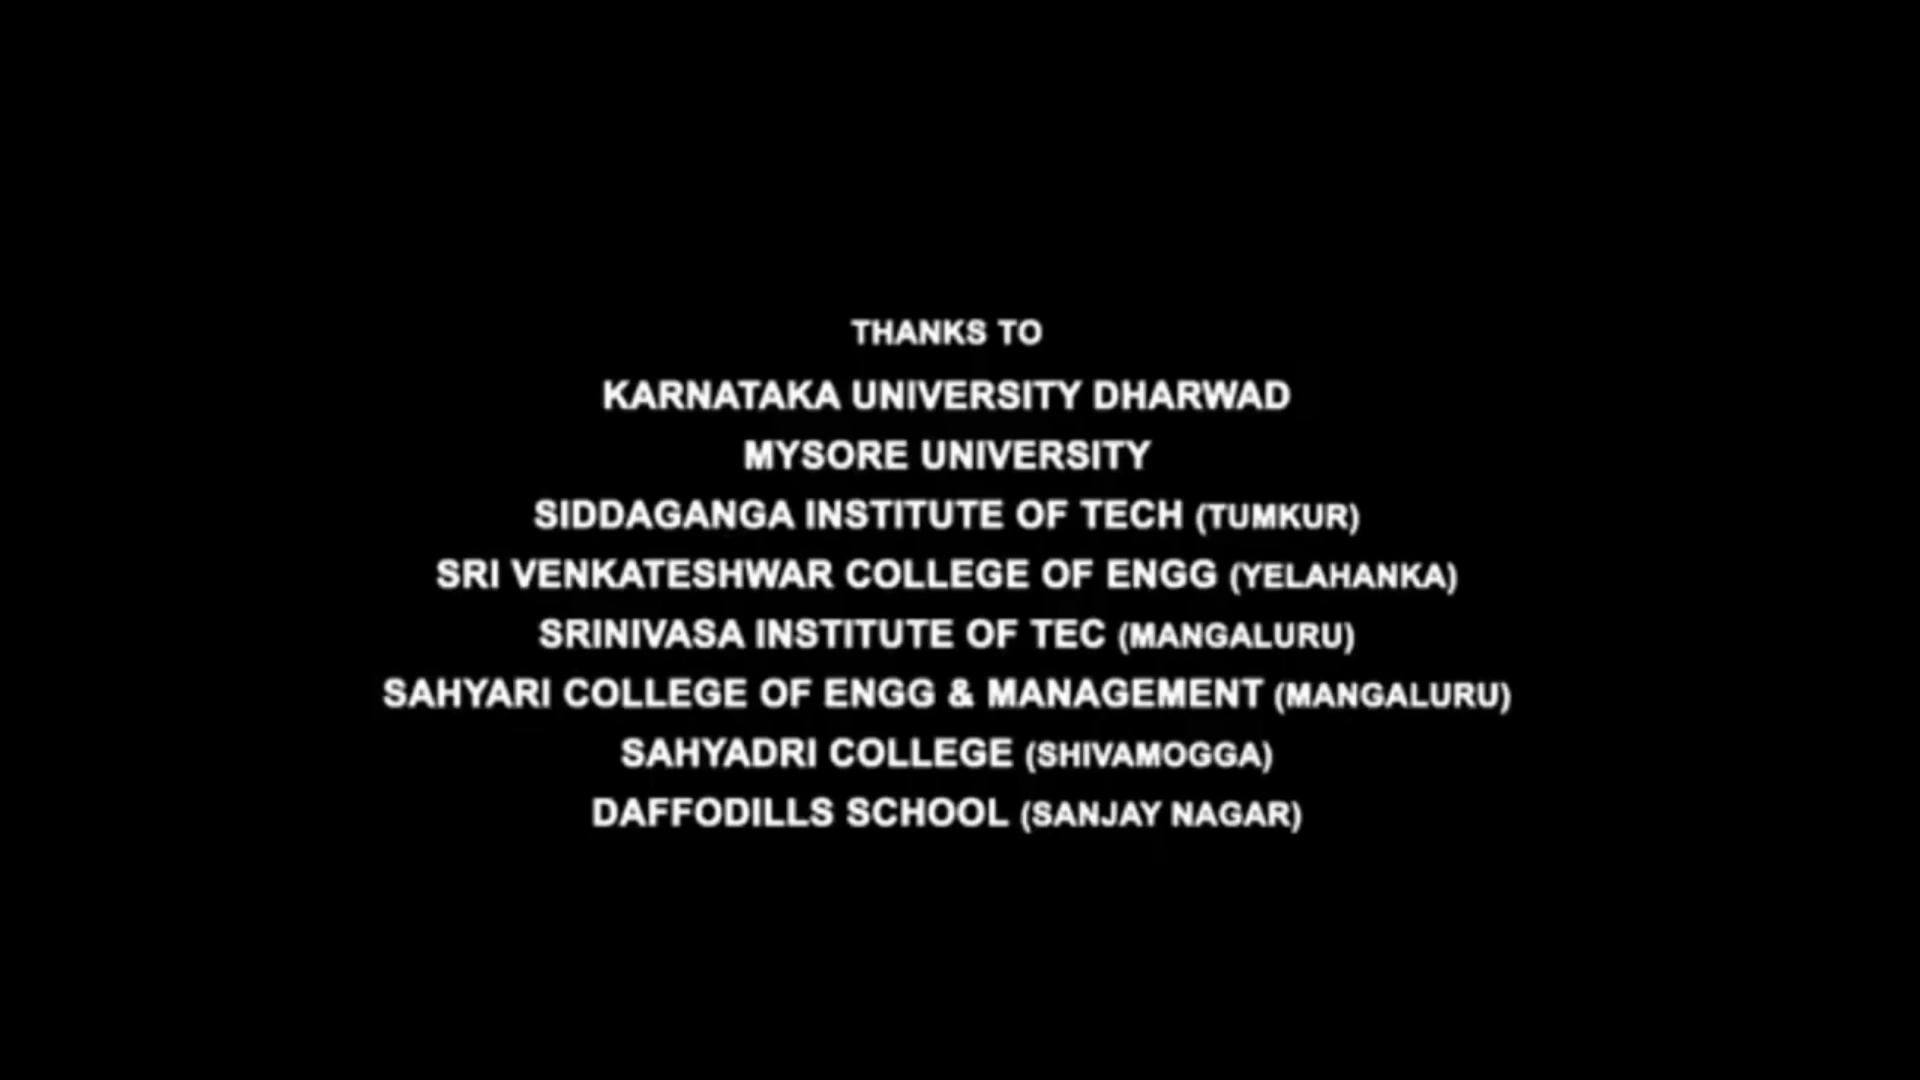 THANKS TO
KARNATAKA UNIVERSITY DHARWAD
MYSORE UNIVERSITY
SIDDAGANGA INSTITUTE OF TECH (TUMKUR)
SRI VENKATESHWAR COLLEGE OF ENGG (YELAHANKA)
SRINIVASA INSTITUTE OF TEC (MANGALURU)
SAHYARI COLLEGE OF ENGG & MANAGEMENT (MANGALURU)
SAHYADRI COLLEGE (SHIVAMOGGA)
DAFFODILLS SCHOOL (SANJAY NAGAR)